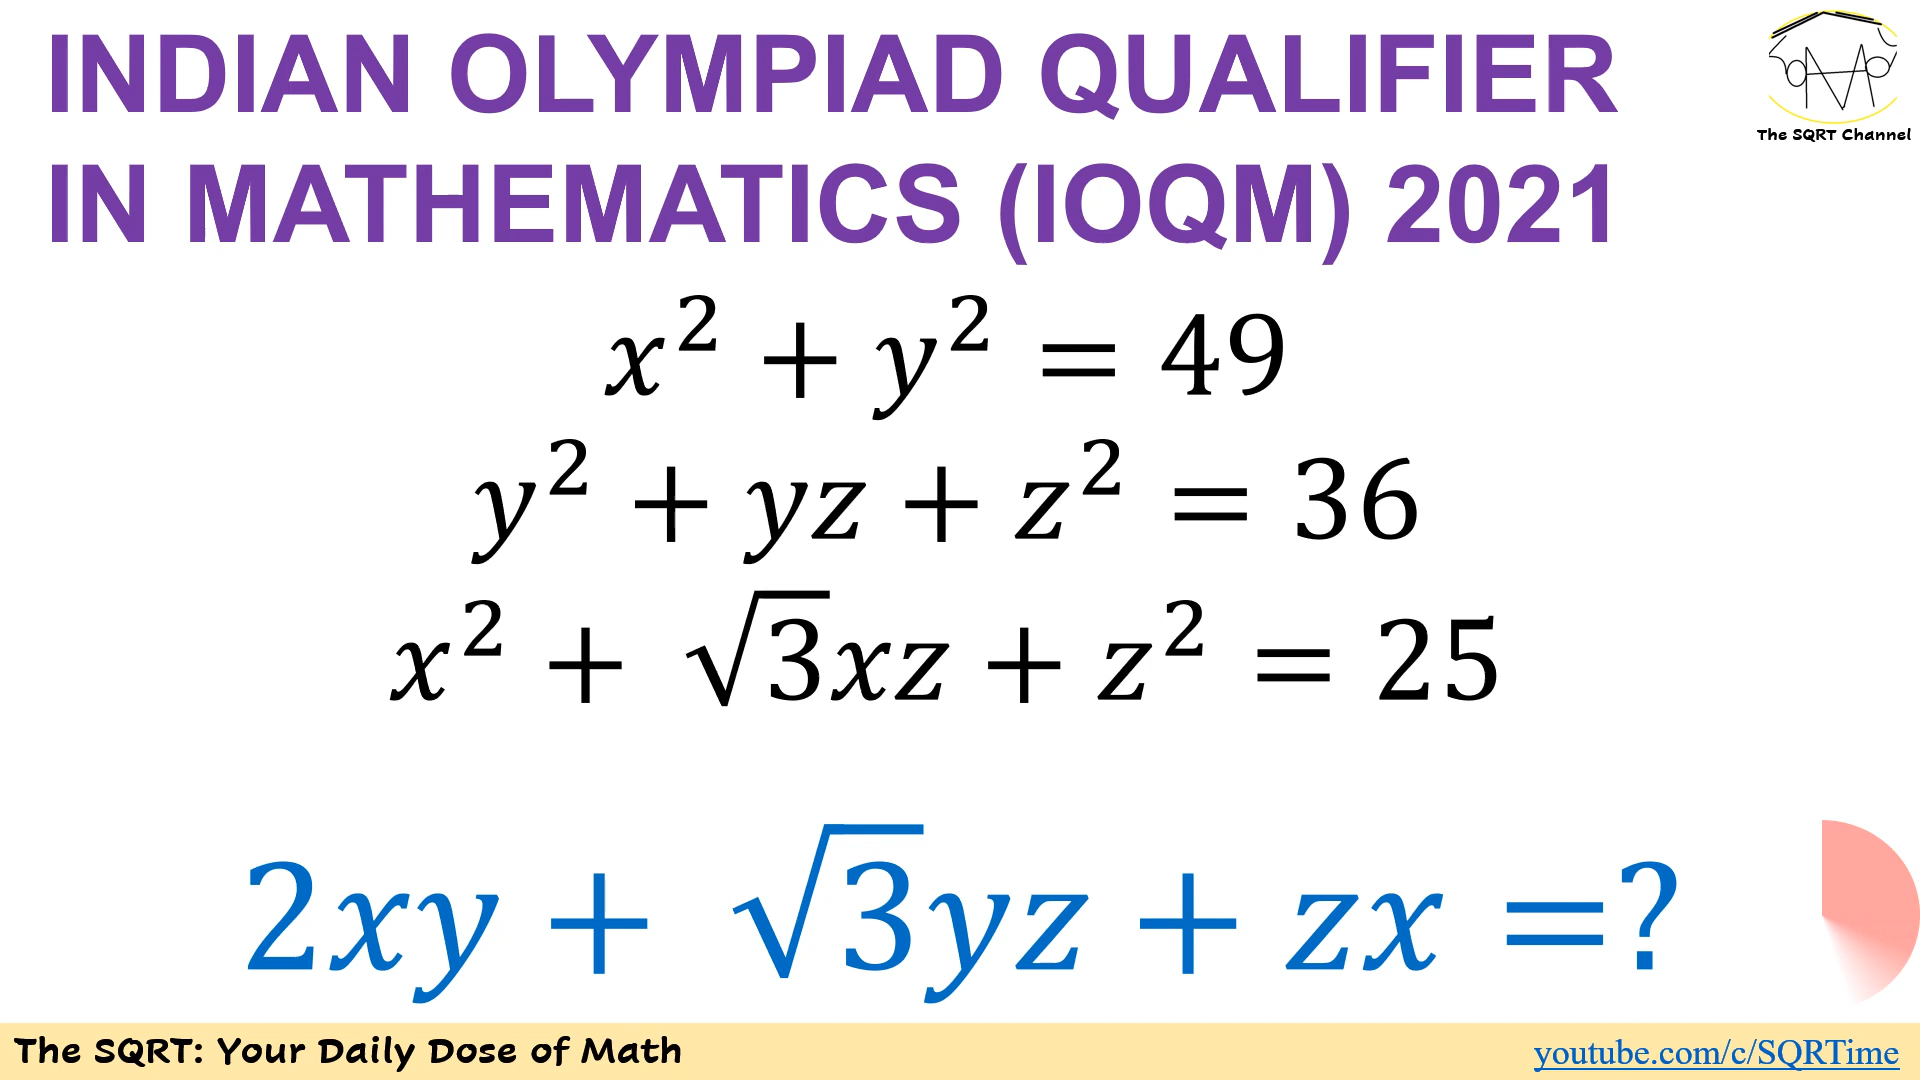 INDIAN OLYMPIAD QUALIFIER
IN MATHEMATICS (IOQM) 2021
The SQRT Channel
x² + y² = 49
y² + yz + z² = 36
x² + √3xz + z² = 25
2xy + √3yz + zx =?
The SQRT: Your Daily Dose of Math
youtube.com/c/SQRTime